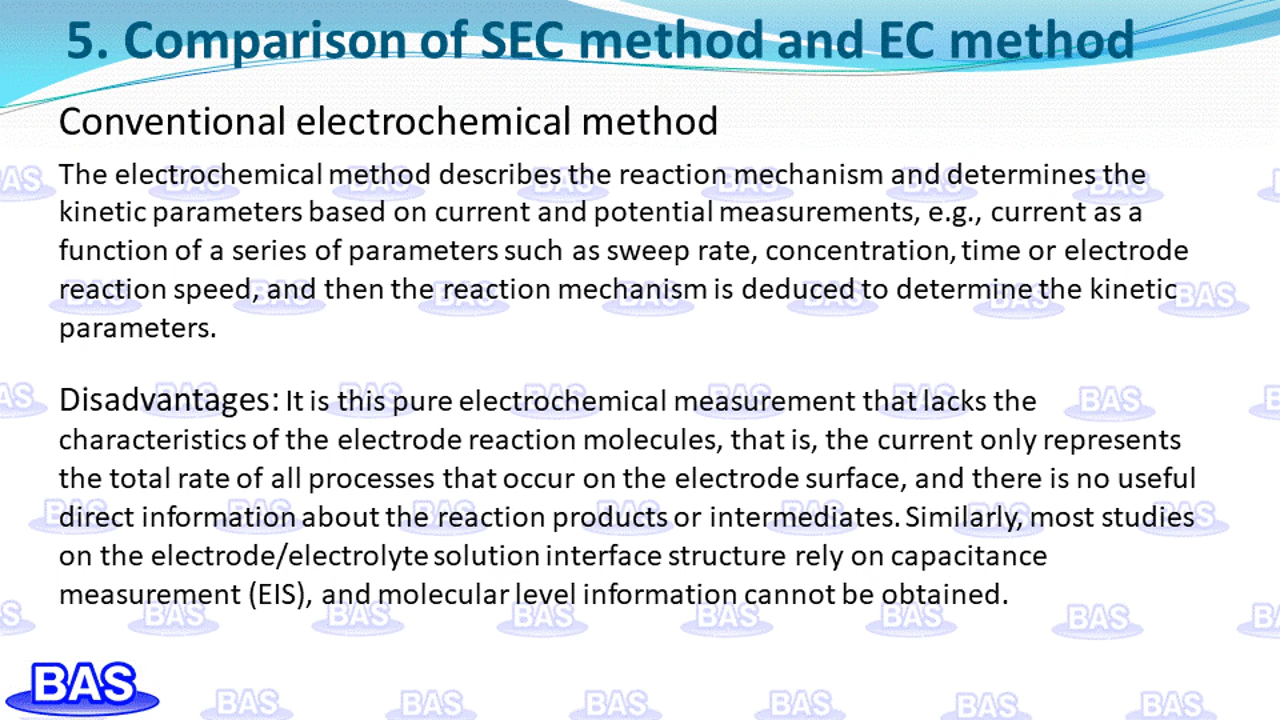 5. Comparison of SEC method and EC method
Conventional electrochemical method
The electrochemical method describes the reaction mechanism and determines the
kinetic parameters based on current and potential measurements, e.g., current as a
function of a series of parameters such as sweep rate, concentration, time or electrode
reaction speed, and then the reaction mechanism is deduced to determine the kinetic
parameters.
Disadvantages: It is this pure electrochemical measurement that lacks the
characteristics of the electrode reaction molecules, that is, the current only represents
the total rate of all processes that occur on the electrode surface, and there is no useful
direct information about the reaction products or intermediates. Similarly, most studies
on the electrode/electrolyte solution interface structure rely on capacitance
measurement (EIS), and molecular level information cannot be obtained.
BAS